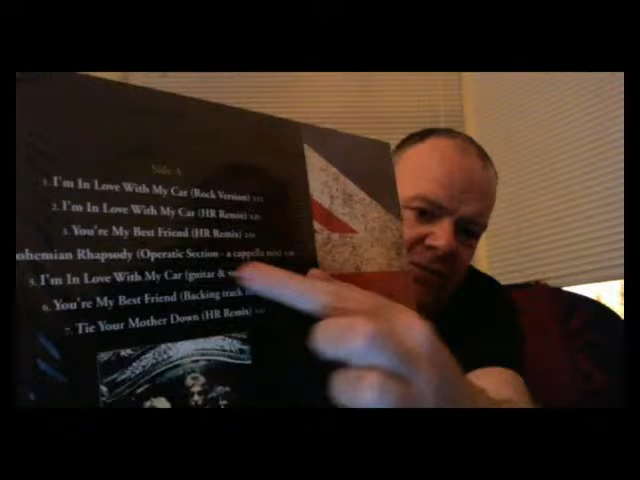 Side A
1. I'm In Love With My Car (Rock Version)
2. I'm In Love With My Car (HR Remix)
3. You're My Best Friend (HR Remix)
ohemian Rhapsody (Operatic Section - a cappella mix)
5. I'm In Love With My Car (guitar &
6. You're My Best Friend (Backing track
7. Tie Your Mother Down (HR Remix)